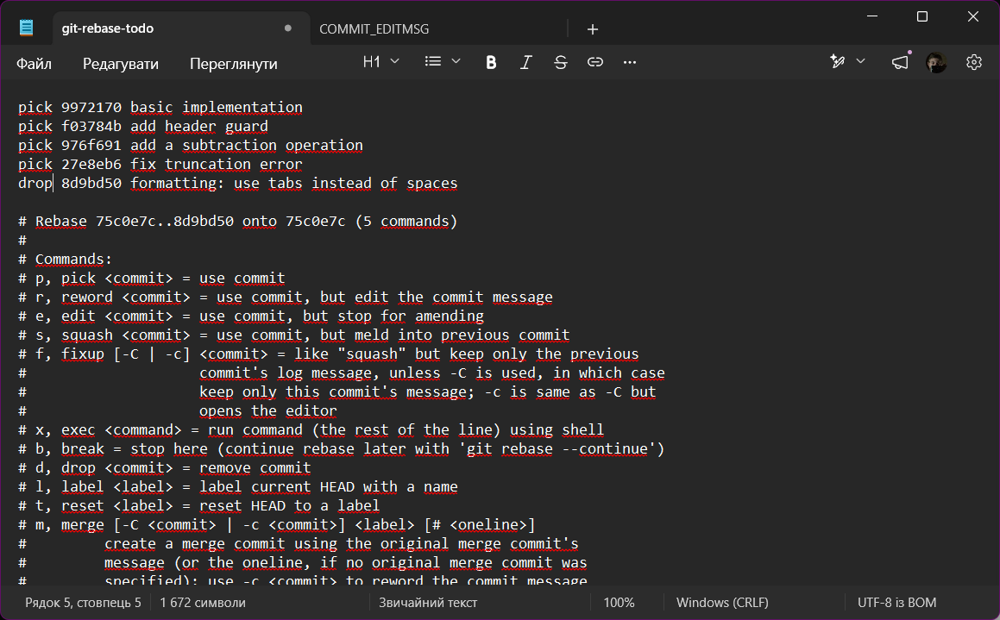 git-rebase-todo
COMMIT_EDITMSG
Файл Редагувати Переглянути H1 B I S
pick 9972170 basic implementation
pick f03784b add header guard
pick 976f691 add a subtraction operation
pick 27e8eb6 fix truncation error
drop 8d9bd50 formatting: use tabs instead of spaces
# Rebase 75c0e7c..8d9bd50 onto 75c0e7c (5 commands)
#
# Commands:
# p, pick <commit> = use commit
# r, reword <commit> = use commit, but edit the commit message
# e, edit <commit> = use commit, but stop for amending
# s, squash <commit> = use commit, but meld into previous commit
# f, fixup [-C | -c] <commit> = like "squash" but keep only the previous
#                    commit's log message, unless -C is used, in which case
#                    keep only this commit's message; -c is same as -C but
#                    opens the editor
# x, exec <command> = run command (the rest of the line) using shell
# b, break = stop here (continue rebase later with 'git rebase --continue')
# d, drop <commit> = remove commit
# l, label <label> = label current HEAD with a name
# t, reset <label> = reset HEAD to a label
# m, merge [-C <commit> | -c <commit>] <label> [# <oneline>]
#         create a merge commit using the original merge commit's
#         message (or the oneline, if no original merge commit was
#         specified); use -c <commit> to reword the commit message
Рядок 5, стовпець 5 1 672 символи Звичайний текст 100% Windows (CRLF) UTF-8 із BOM